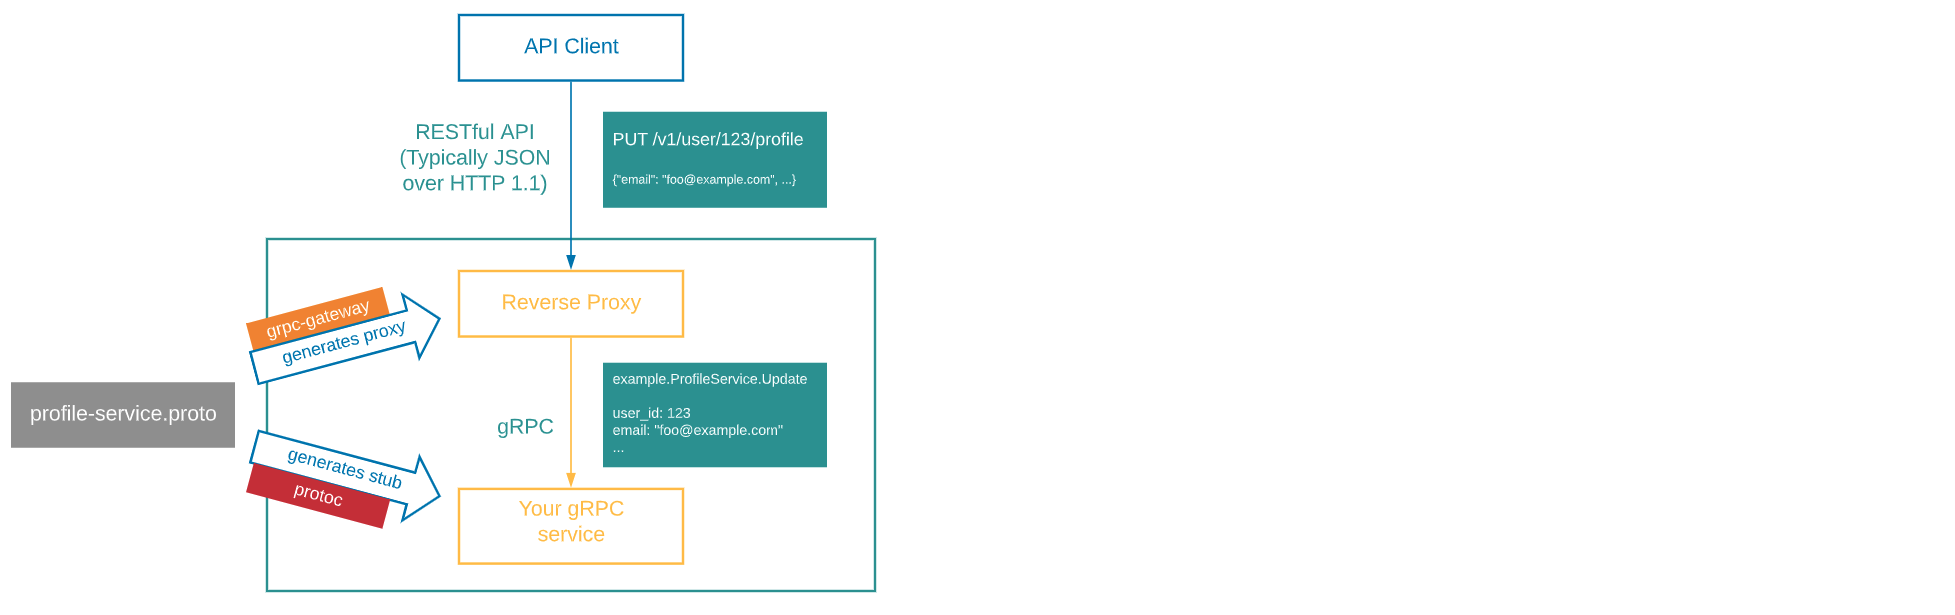 API Client
RESTful API
(Typically JSON
over HTTP 1.1)
PUT /v1/user/123/profile
{"email": "foo@example.com", ...}
Reverse Proxy
grpc-gateway
generates proxy
profile-service.proto
generates stub
protoc
gRPC
example.ProfileService.Update
user_id: 123
email: "foo@example.com"
...
Your gRPC
service